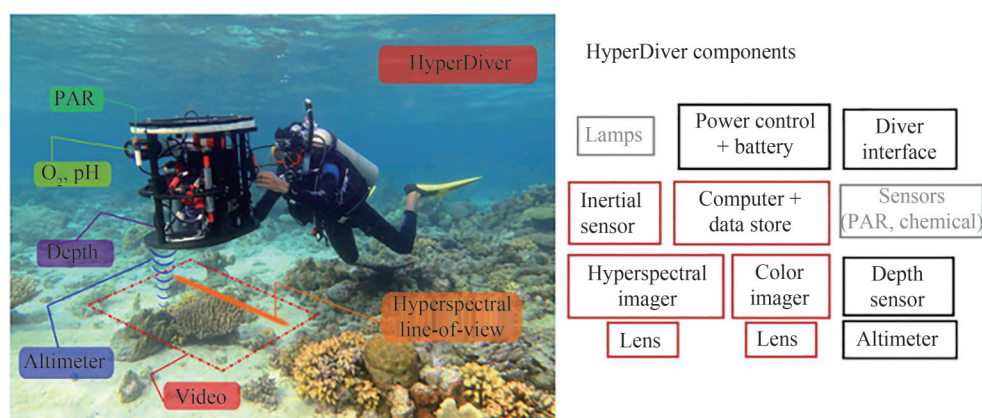 HyperDiver
PAR
O2, pH
Depth
Altimeter
Video
Hyperspectral
line-of-view
HyperDiver components
Lamps
Power control
+ battery
Diver
interface
Inertial
sensor
Computer +
data store
Sensors
(PAR, chemical)
Hyperspectral
imager
Color
imager
Depth
sensor
Lens
Lens
Altimeter